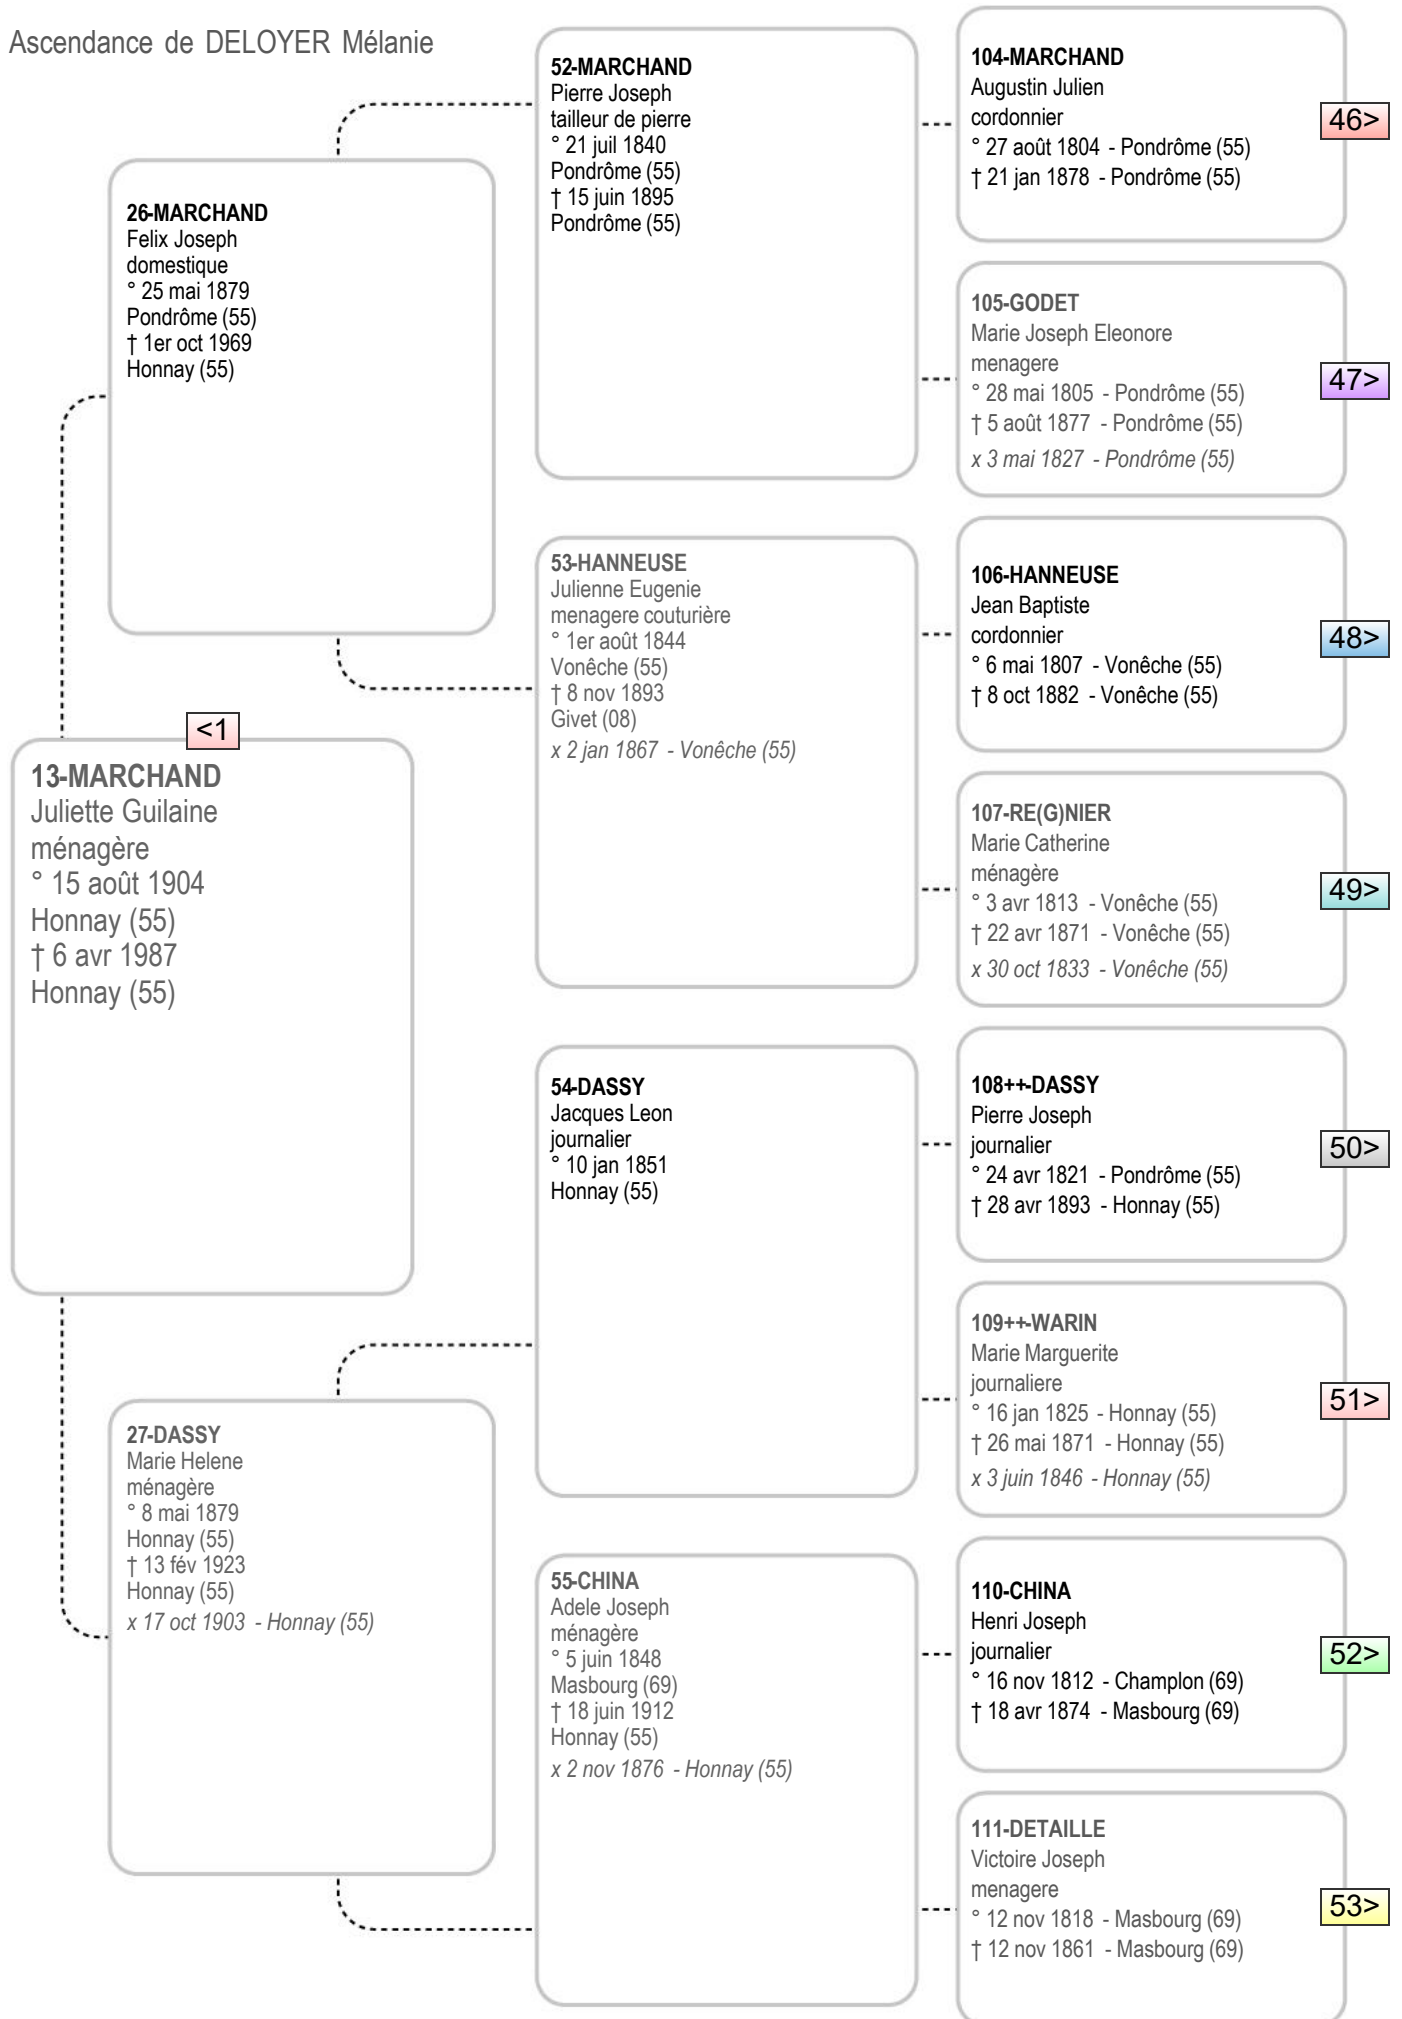 Ascendance de DELOYER Mélanie
<1
13-MARCHAND
Juliette Guilaine
ménagère
° 15 août 1904
Honnay (55)
† 6 avr 1987
Honnay (55)
26-MARCHAND
Felix Joseph
domestique
° 25 mai 1879
Pondrôme (55)
† 1er oct 1969
Honnay (55)
27-DASSY
Marie Helene
ménagère
° 8 mai 1879
Honnay (55)
† 13 fév 1923
Honnay (55)
x 17 oct 1903 - Honnay (55)
52-MARCHAND
Pierre Joseph
tailleur de pierre
° 21 juil 1840
Pondrôme (55)
† 15 juin 1895
Pondrôme (55)
53-HANNEUSE
Julienne Eugenie
menagere couturière
° 1er août 1844
Vonêche (55)
† 8 nov 1893
Givet (08)
x 2 jan 1867 - Vonêche (55)
54-DASSY
Jacques Leon
journalier
° 10 jan 1851
Honnay (55)
55-CHINA
Adele Joseph
ménagère
° 5 juin 1848
Masbourg (69)
† 18 juin 1912
Honnay (55)
x 2 nov 1876 - Honnay (55)
104-MARCHAND
Augustin Julien
cordonnier
° 27 août 1804 - Pondrôme (55)
† 21 jan 1878 - Pondrôme (55)
46>
105-GODET
Marie Joseph Eleonore
menagere
° 28 mai 1805 - Pondrôme (55)
† 5 août 1877 - Pondrôme (55)
x 3 mai 1827 - Pondrôme (55)
47>
106-HANNEUSE
Jean Baptiste
cordonnier
° 6 mai 1807 - Vonêche (55)
† 8 oct 1882 - Vonêche (55)
48>
107-RE(G)NIER
Marie Catherine
ménagère
° 3 avr 1813 - Vonêche (55)
† 22 avr 1871 - Vonêche (55)
x 30 oct 1833 - Vonêche (55)
49>
108++-DASSY
Pierre Joseph
journalier
° 24 avr 1821 - Pondrôme (55)
† 28 avr 1893 - Honnay (55)
50>
109++-WARIN
Marie Marguerite
journaliere
° 16 jan 1825 - Honnay (55)
† 26 mai 1871 - Honnay (55)
x 3 juin 1846 - Honnay (55)
51>
110-CHINA
Henri Joseph
journalier
° 16 nov 1812 - Champlon (69)
† 18 avr 1874 - Masbourg (69)
52>
111-DETAILLE
Victoire Joseph
menagere
° 12 nov 1818 - Masbourg (69)
† 12 nov 1861 - Masbourg (69)
53>